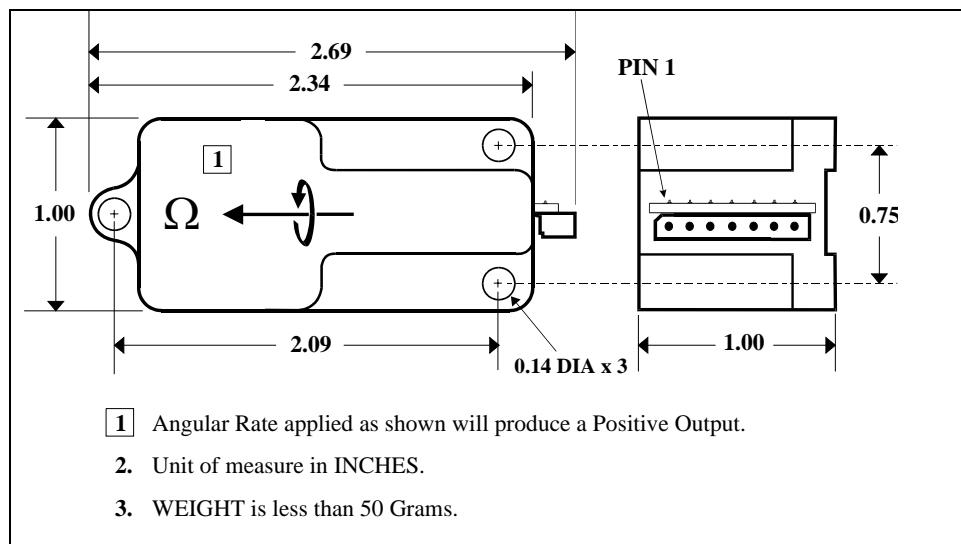 2.69
PIN 1
2.34
1
1.00
Ω
0.75
2.09
1.00
0.14 DIA x 3
1 Angular Rate applied as shown will produce a Positive Output.
2. Unit of measure in INCHES.
3. WEIGHT is less than 50 Grams.